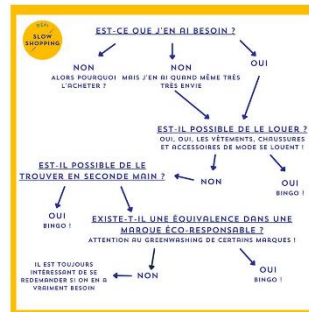 RÉAL
SLOW
SHOPPING
EST-CE QUE J'EN AI BESOIN ?
NON
ALORS POURQUOI
L'ACHETER ?
NON
MAIS J'EN AI QUAND MÊME TRÈS
TRÈS ENVIE
OUI
EST-IL POSSIBLE DE LE LOUER ?
OUI, OUI, LES VÊTEMENTS, CHAUSSURES
ET ACCESSOIRES DE MODE SE LOUENT !
EST-IL POSSIBLE DE LE
TROUVER EN SECONDE MAIN ?
NON
OUI
BINGO !
OUI
BINGO !
EXISTE-T-IL UNE ÉQUIVALENCE DANS UNE
MARQUE ÉCO-RESPONSABLE ?
ATTENTION AU GREENWASHING DE CERTAINS MARQUES !
IL EST TOUJOURS
INTÉRESSANT DE SE
REDEMANDER SI ON EN A
VRAIMENT BESOIN
NON
OUI
BINGO !